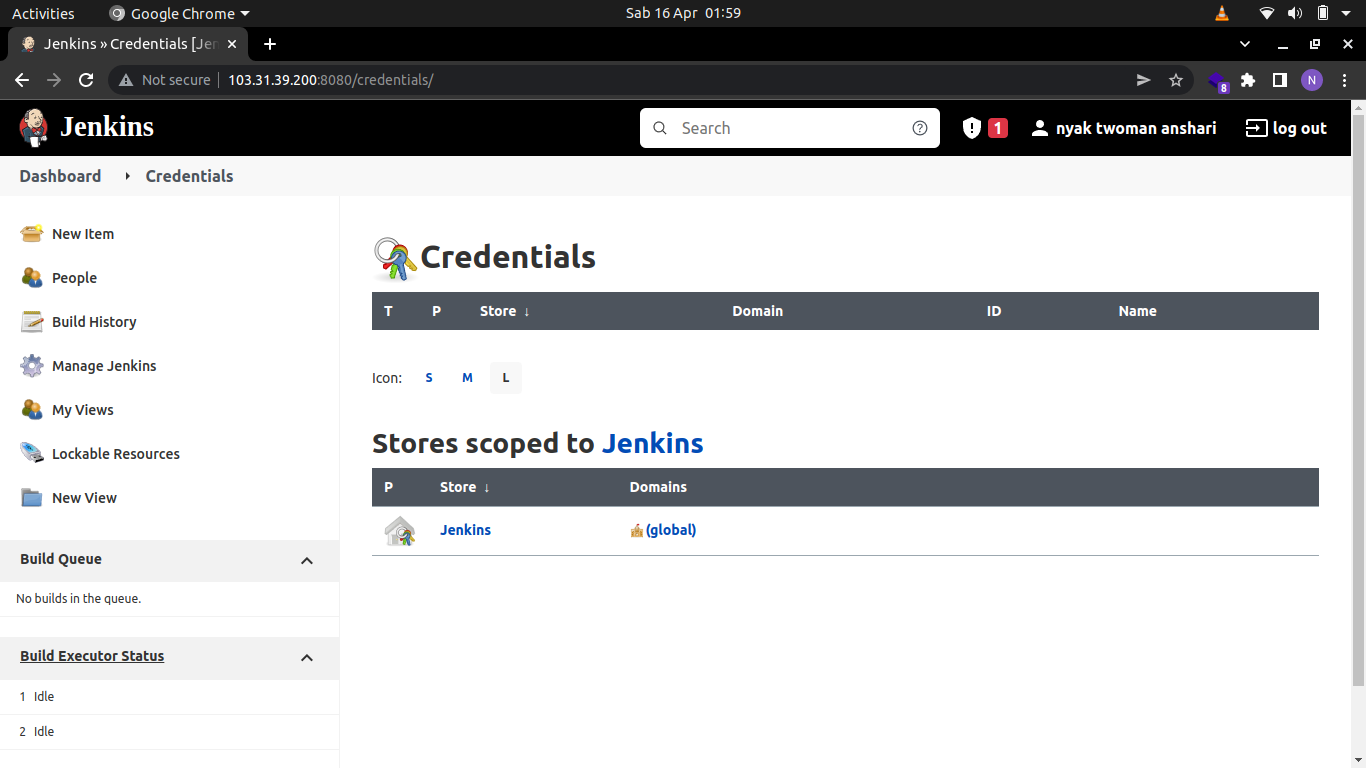 Activities Google Chrome Sab 16 Apr 01:59
Jenkins » Credentials [Jen
Not secure 103.31.39.200:8080/credentials/ 8 N
Jenkins Search 1 nyak twoman anshari log out
Dashboard Credentials
New Item
People
Build History
Manage Jenkins
My Views
Lockable Resources
New View
Build Queue
No builds in the queue.
Build Executor Status
1 Idle
2 Idle
Credentials
T P Store ↓ Domain ID Name
Icon: S M L
Stores scoped to Jenkins
P Store ↓ Domains
Jenkins (global)